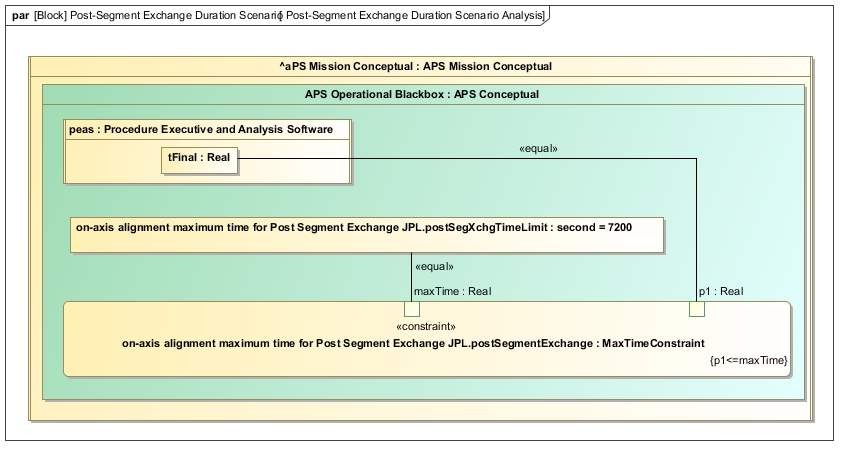 par [Block] Post-Segment Exchange Duration Scenario[ Post-Segment Exchange Duration Scenario Analysis]
^aPS Mission Conceptual : APS Mission Conceptual
APS Operational Blackbox : APS Conceptual
peas : Procedure Executive and Analysis Software
tFinal : Real
«equal»
on-axis alignment maximum time for Post Segment Exchange JPL.postSegXchgTimeLimit : second = 7200
«equal»
maxTime : Real
p1 : Real
«constraint»
on-axis alignment maximum time for Post Segment Exchange JPL.postSegmentExchange : MaxTimeConstraint
{p1<=maxTime}